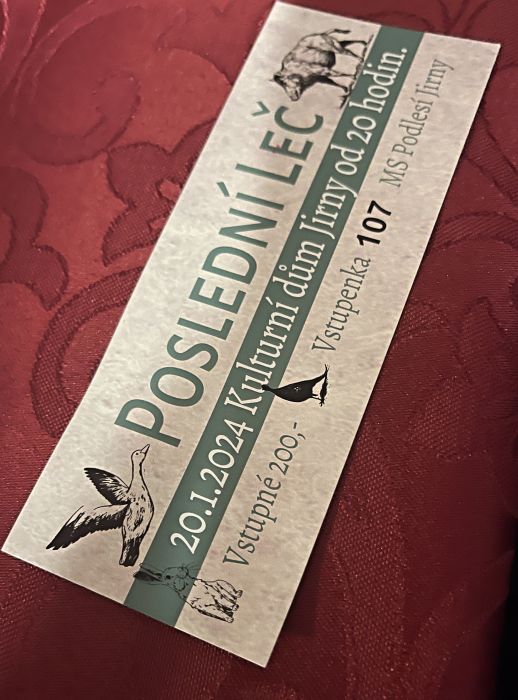 POSLEDNÍ LEČ
20.1.2024 Kulturní dům Jirny od 20 hodin.
Vstupné 200,- Vstupenka 107 MS Podlesí Jirny